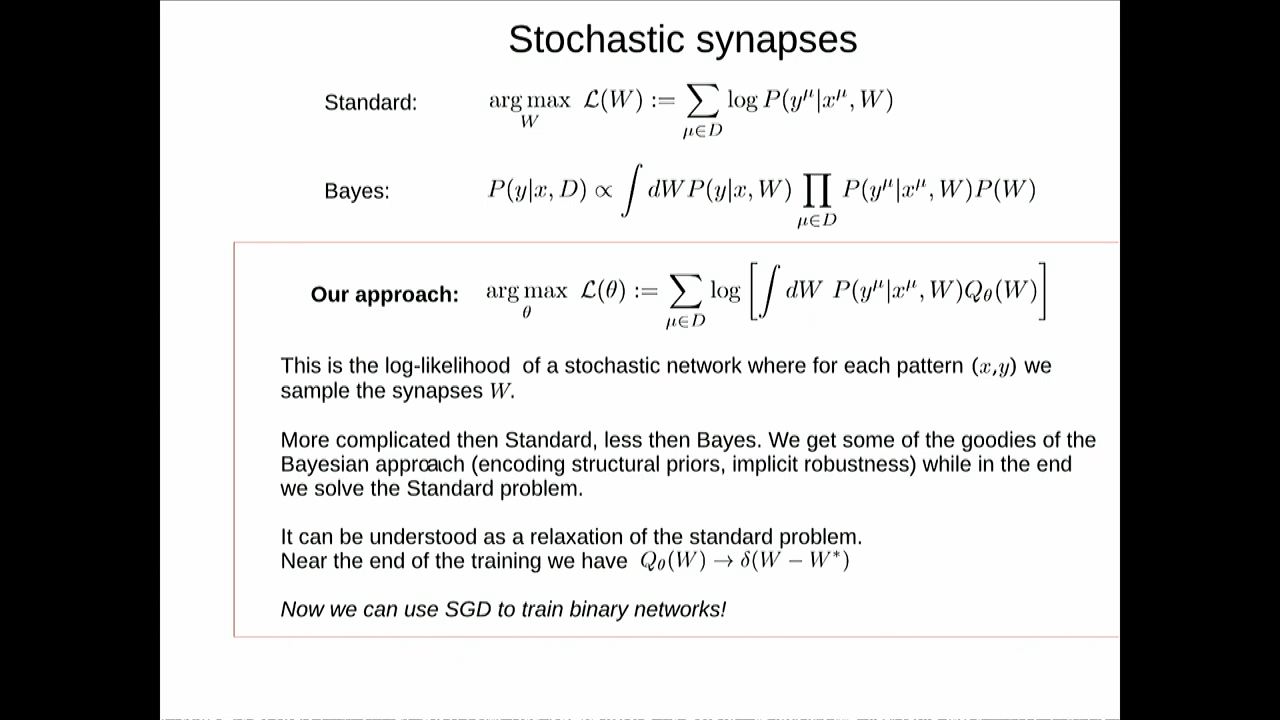 Stochastic synapses
Standard: arg max_W ℒ(W) := ∑_{μ∈D} log P(y^μ|x^μ, W)
Bayes: P(y|x, D) ∝ ∫ dW P(y|x, W) ∏_{μ∈D} P(y^μ|x^μ, W)P(W)
Our approach: arg max_θ ℒ(θ) := ∑_{μ∈D} log [∫ dW P(y^μ|x^μ, W)Q_θ(W)]
This is the log-likelihood of a stochastic network where for each pattern (x,y) we
sample the synapses W.
More complicated then Standard, less then Bayes. We get some of the goodies of the
Bayesian approach (encoding structural priors, implicit robustness) while in the end
we solve the Standard problem.
It can be understood as a relaxation of the standard problem.
Near the end of the training we have Q_θ(W) → δ(W − W*)
Now we can use SGD to train binary networks!